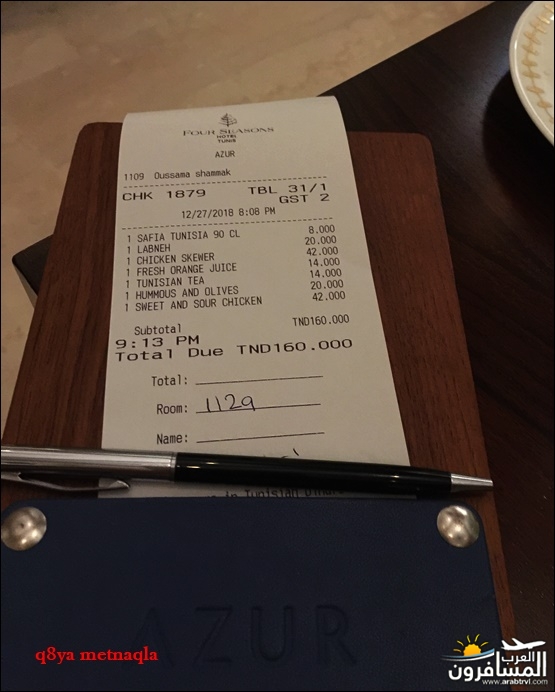 FOUR SEASONS
HOTEL
TUNIS
AZUR
1109 Oussama shammak
CHK 1879 TBL 31/1
GST 2
12/27/2018 8:08 PM
1 SAFIA TUNISIA 90 CL 8.000
1 LABNEH 20.000
1 CHICKEN SKEWER 42.000
1 FRESH ORANGE JUICE 14.000
1 TUNISIAN TEA 14.000
1 HUMMOUS AND OLIVES 20.000
1 SWEET AND SOUR CHICKEN 42.000
Subtotal TND160.000
9:13 PM
Total Due TND160.000
Total:
Room: 1129
Name:
in Tunisian Dinars
AZUR
q8ya metnaqla
العرب
المسافرون
www.arabtrvl.com